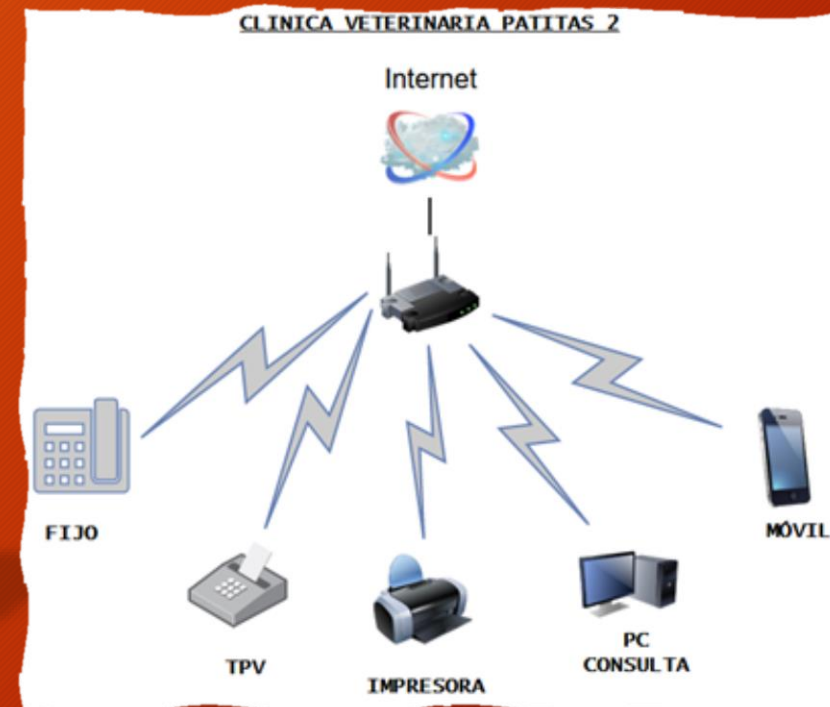 CLINICA VETERINARIA PATITAS 2
Internet
FIJO
MÓVIL
TPV
IMPRESORA
PC
CONSULTA